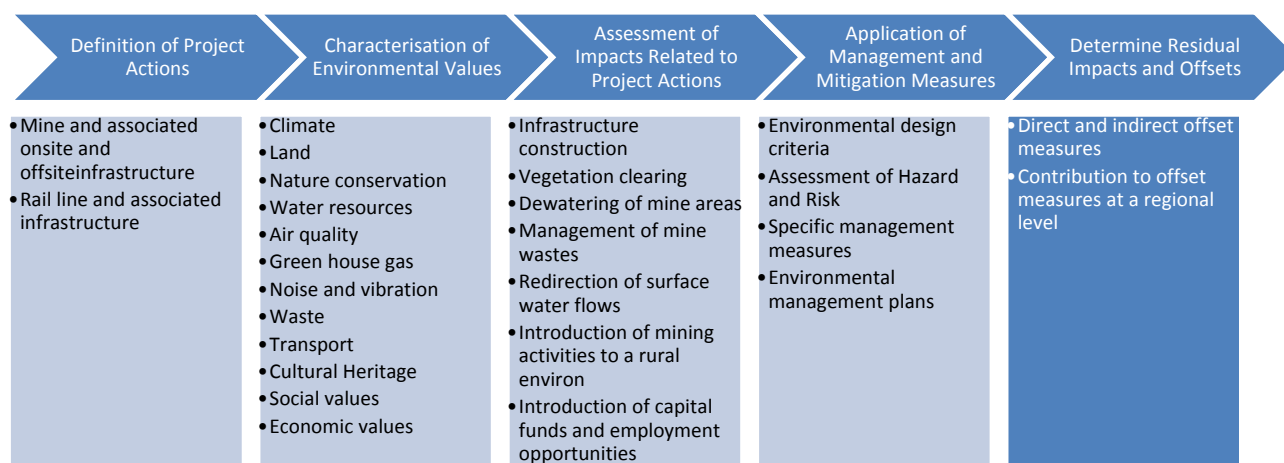 Definition of Project
Actions
Characterisation of
Environmental Values
Assessment of
Impacts Related to
Project Actions
Application of
Management and
Mitigation Measures
Determine Residual
Impacts and Offsets
•Mine and associated
onsite and
offsiteinfrastructure
•Rail line and associated
infrastructure
•Climate
•Land
•Nature conservation
•Water resources
•Air quality
•Green house gas
•Noise and vibration
•Waste
•Transport
•Cultural Heritage
•Social values
•Economic values
•Infrastructure
construction
•Vegetation clearing
•Dewatering of mine areas
•Management of mine
wastes
•Redirection of surface
water flows
•Introduction of mining
activities to a rural
environ
•Introduction of capital
funds and employment
opportunities
•Environmental design
criteria
•Assessment of Hazard
and Risk
•Specific management
measures
•Environmental
management plans
•Direct and indirect offset
measures
•Contribution to offset
measures at a regional
level